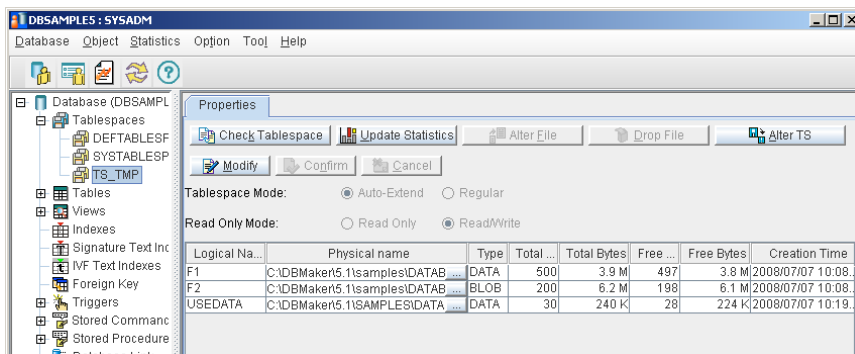 DBSAMPLE5 : SYSADM
Database Object Statistics Option Tool Help
Database (DBSAMPL
Tablespaces
DEFTABLESF
SYSTABLESP
TS_TMP
Tables
Views
Indexes
Signature Text Inc
IVF Text Indexes
Foreign Key
Triggers
Stored Commanc
Stored Procedure
Properties
Check Tablespace Update Statistics Alter File Drop File Alter TS
Modify Confirm Cancel
Tablespace Mode: Auto-Extend Regular
Read Only Mode: Read Only Read/Write
Logical Na... Physical name Type Total ... Total Bytes Free ... Free Bytes Creation Time
F1 C:\DBMaker\5.1\samples\DATAB ... DATA 500 3.9 M 497 3.8 M 2008/07/07 10:08..
F2 C:\DBMaker\5.1\samples\DATAB ... BLOB 200 6.2 M 198 6.1 M 2008/07/07 10:08..
USEDATA C:\DBMaker\5.1\SAMPLES\DATA ... DATA 30 240 K 28 224 K 2008/07/07 10:19..